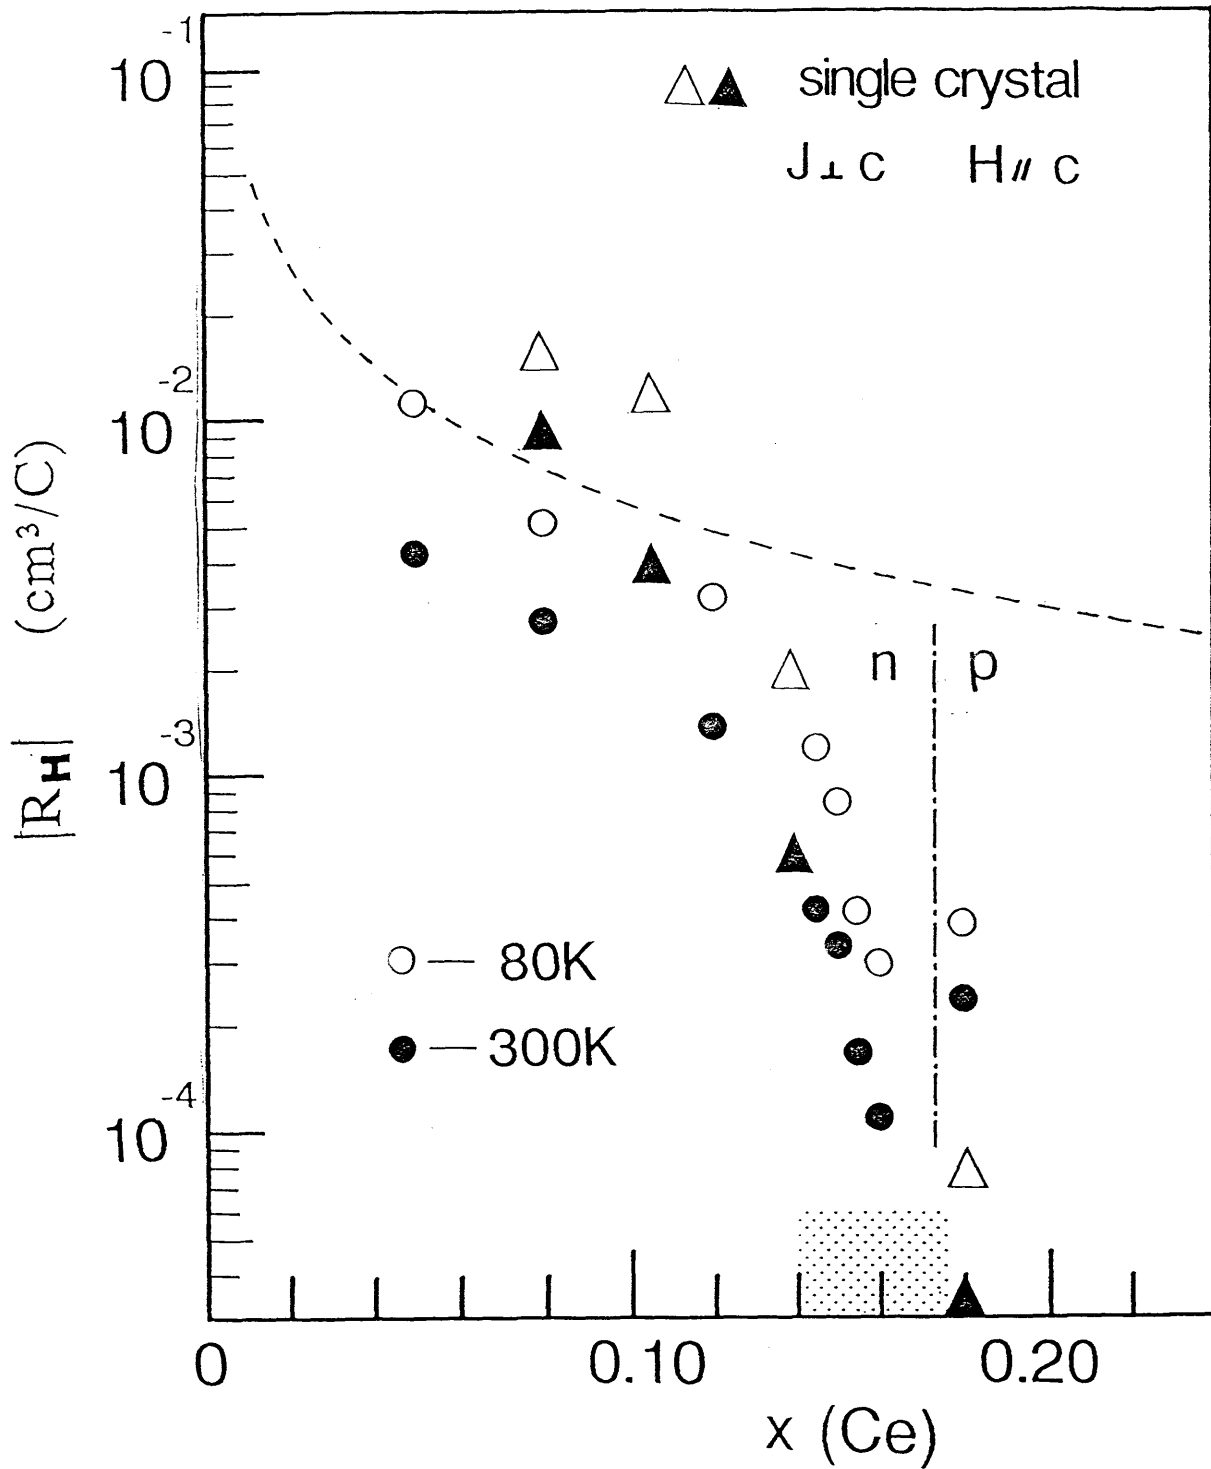 10-1
△▲ single crystal
J⊥c H∥c
10-2
|RH| (cm³/C)
n p
10-3
○ — 80K
● — 300K
10-4
0 0.10 0.20
x (Ce)